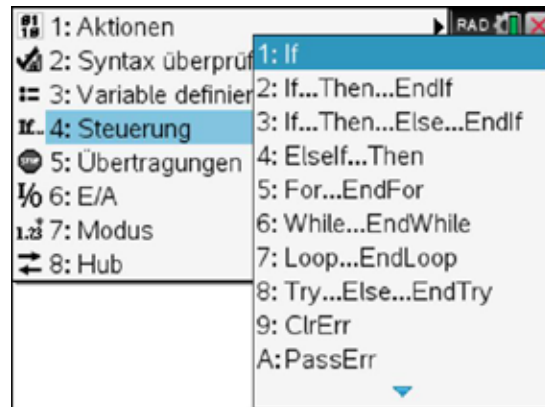 1: Aktionen
2: Syntax überprüf
3: Variable definier
4: Steuerung
5: Übertragungen
6: E/A
7: Modus
8: Hub
RAD
1: If
2: If...Then...EndIf
3: If...Then...Else...EndIf
4: ElseIf...Then
5: For...EndFor
6: While...EndWhile
7: Loop...EndLoop
8: Try...Else...EndTry
9: ClrErr
A: PassErr